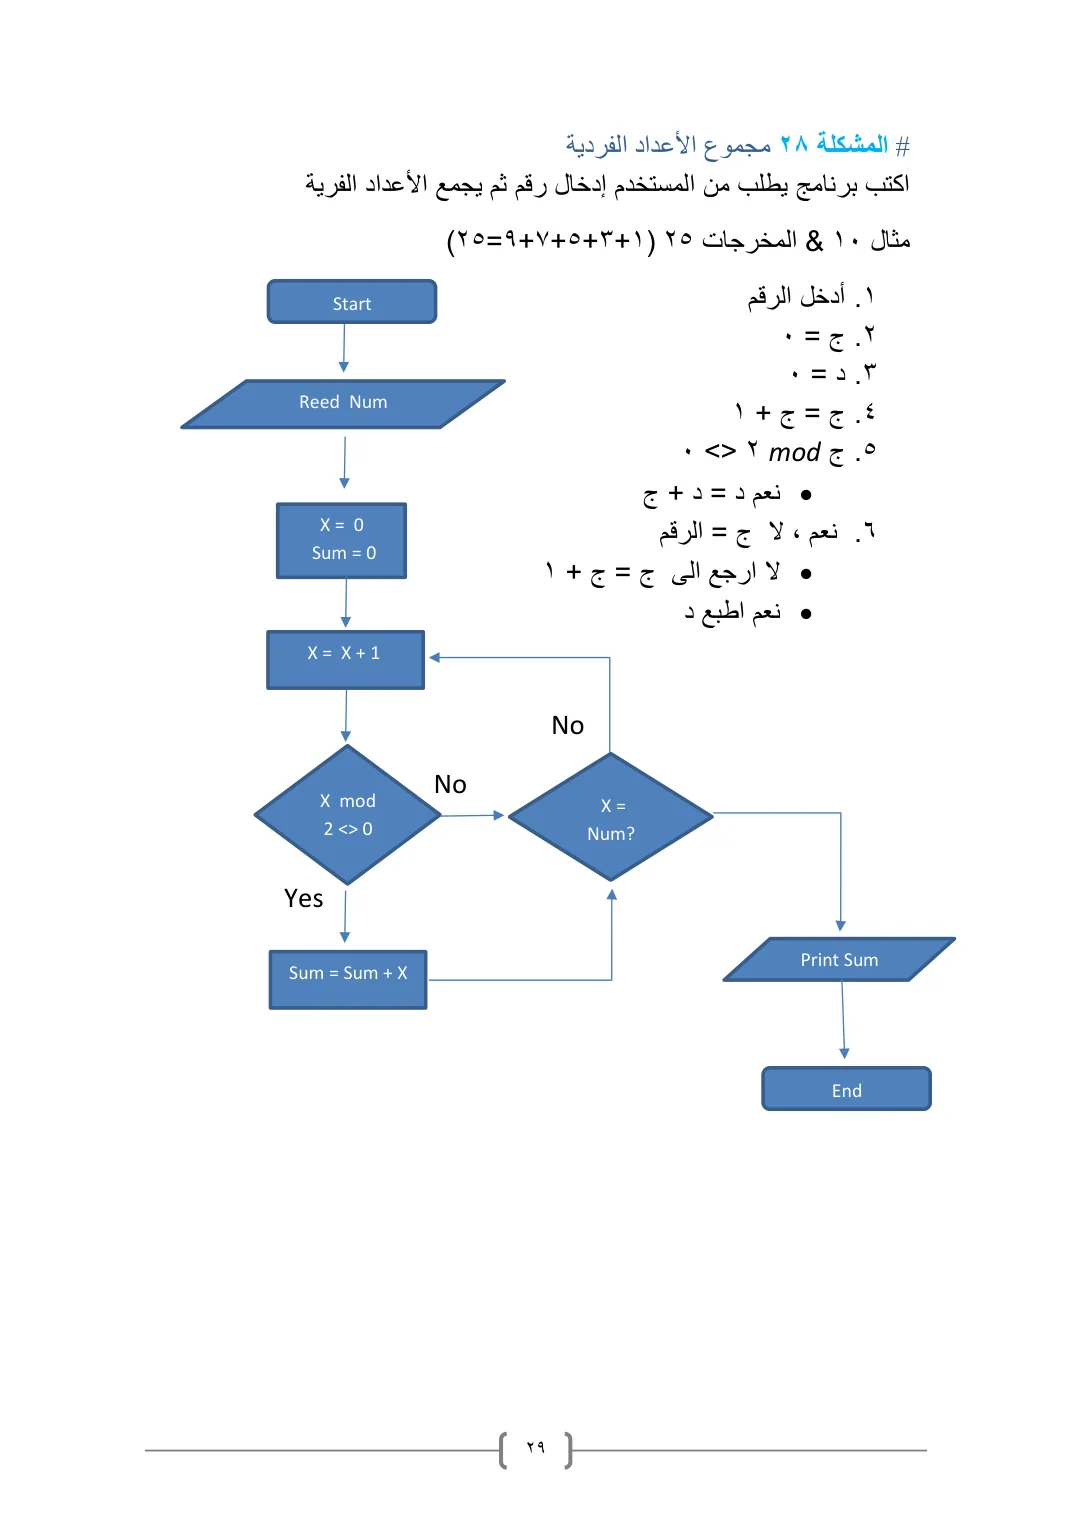 # المشكلة ٢٨ مجموع الأعداد الفردية
اكتب برنامج يطلب من المستخدم إدخال رقم ثم يجمع الأعداد الفرية
مثال ١٠ & المخرجات ٢٥ (١+٣+٥+٧+٩=٢٥)
١. أدخل الرقم
٢. ج = ٠
٣. د = ٠
٤. ج = ج + ١
٥. ج mod ٢ <> ٠
• نعم د = د + ج
٦. نعم ، لا ج = الرقم
• لا ارجع الى ج = ج + ١
• نعم اطبع د
Start
Reed Num
X = 0
Sum = 0
X = X + 1
No
X mod
2 <> 0
No
X =
Num?
Yes
Sum = Sum + X
Print Sum
End
٢٩